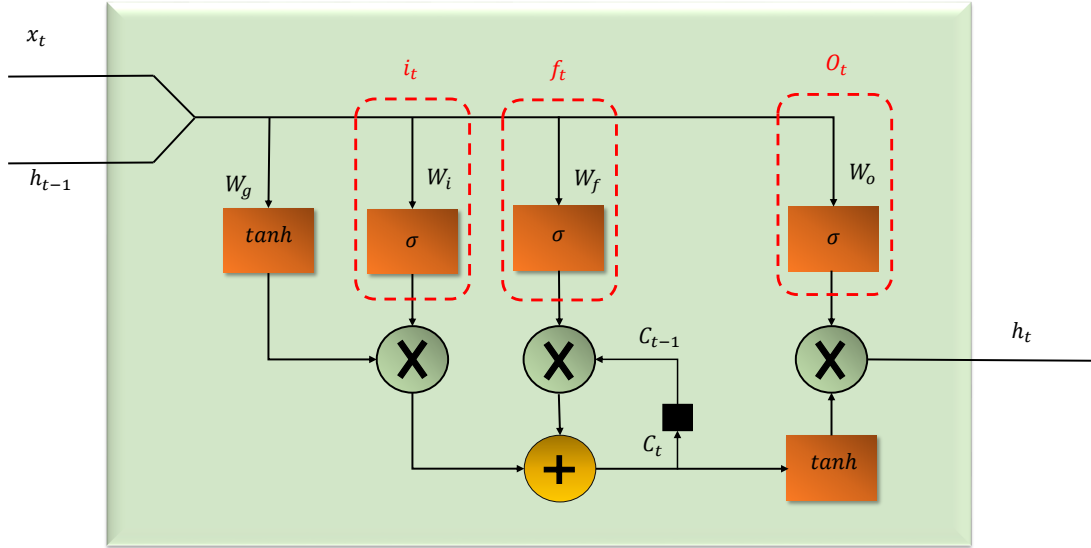 x_t
i_t
f_t
O_t
h_{t-1}
W_g
W_i
W_f
W_o
tanh
σ
σ
σ
C_{t-1}
h_t
C_t
tanh